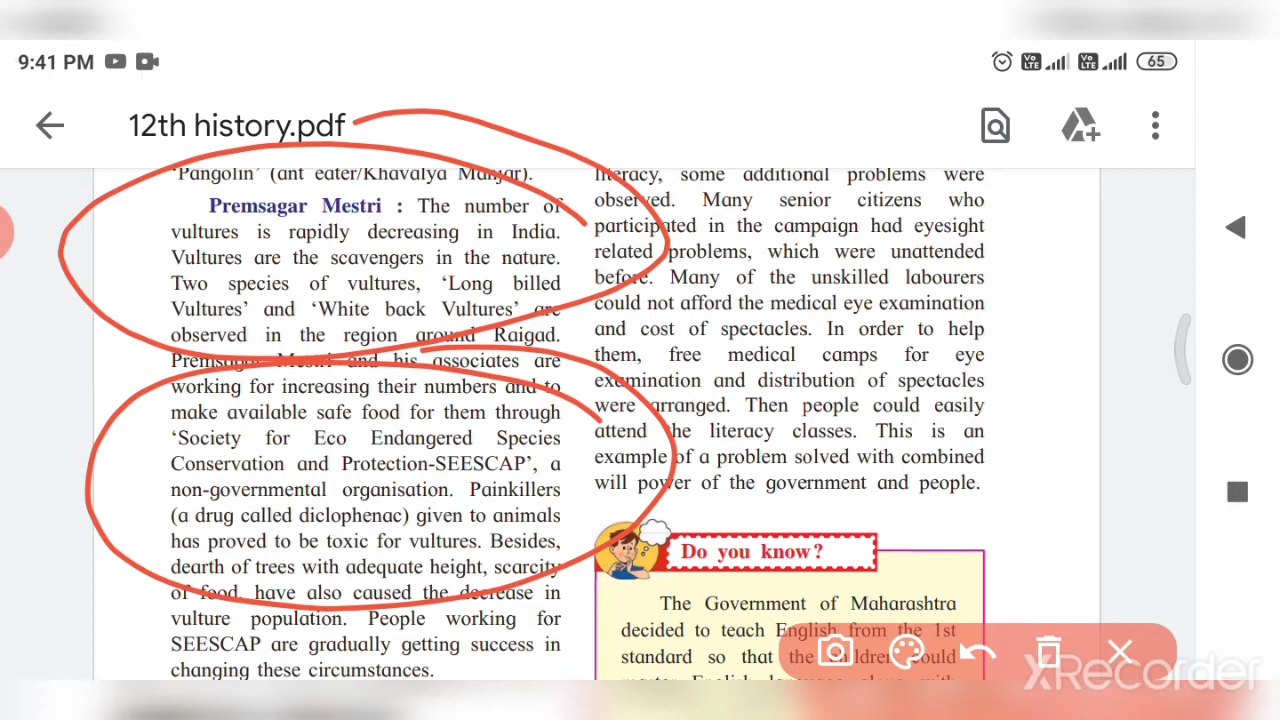 9:41 PM
Vo LTE
Vo LTE
65
12th history.pdf
'Pangolin' (ant eater/Khavalya Manjar).
Premsagar Mestri : The number of
vultures is rapidly decreasing in India.
Vultures are the scavengers in the nature.
Two species of vultures, 'Long billed
Vultures' and 'White back Vultures' are
observed in the region around Raigad.
Premsagar Mestri and his associates are
working for increasing their numbers and to
make available safe food for them through
'Society for Eco Endangered Species
Conservation and Protection-SEESCAP', a
non-governmental organisation. Painkillers
(a drug called diclophenac) given to animals
has proved to be toxic for vultures. Besides,
dearth of trees with adequate height, scarcity
of food, have also caused the decrease in
vulture population. People working for
SEESCAP are gradually getting success in
changing these circumstances.
literacy, some additional problems were
observed. Many senior citizens who
participated in the campaign had eyesight
related problems, which were unattended
before. Many of the unskilled labourers
could not afford the medical eye examination
and cost of spectacles. In order to help
them, free medical camps for eye
examination and distribution of spectacles
were arranged. Then people could easily
attend the literacy classes. This is an
example of a problem solved with combined
will power of the government and people.
Do you know?
The Government of Maharashtra
decided to teach English from the 1st
standard so that the children could
XRecorder